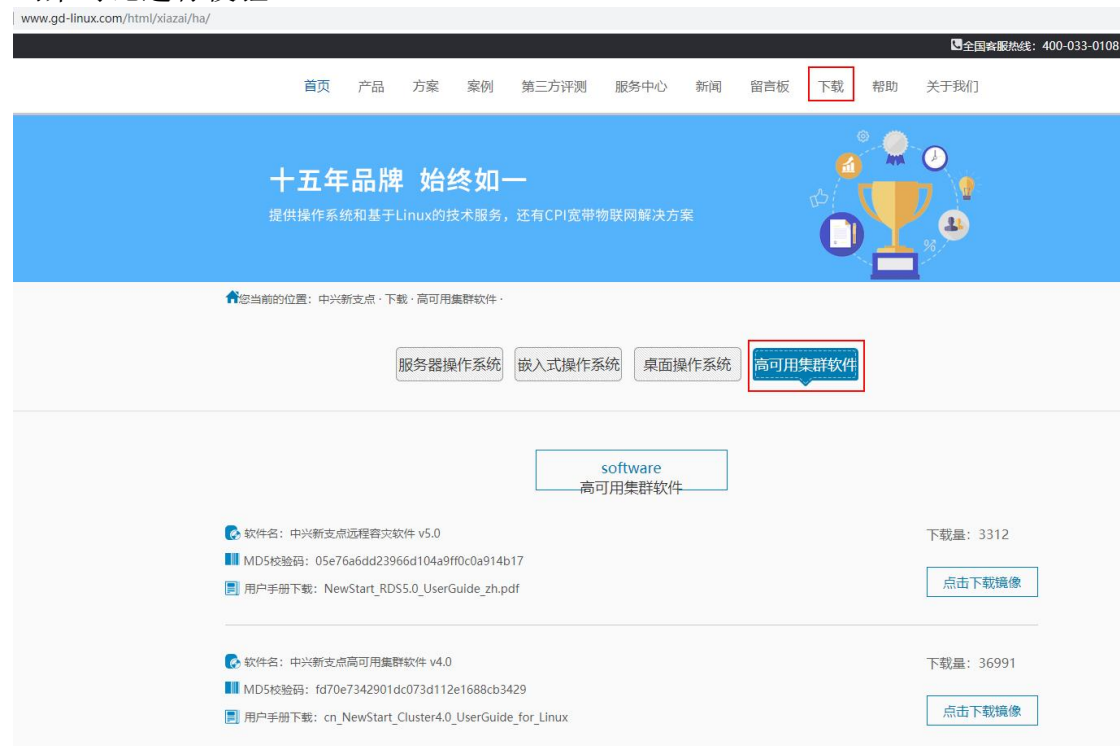 www.gd-linux.com/html/xiazai/ha/
全国客服热线：400-033-0108
首页 产品 方案 案例 第三方评测 服务中心 新闻 留言板 下载 帮助 关于我们
十五年品牌 始终如一
提供操作系统和基于Linux的技术服务，还有CPI宽带物联网解决方案
您当前的位置：中兴新支点 · 下载 · 高可用集群软件 ·
服务器操作系统 嵌入式操作系统 桌面操作系统 高可用集群软件
software
高可用集群软件
软件名：中兴新支点远程容灾软件 v5.0
下载量：3312
MD5校验码：05e76a6dd23966d104a9ff0c0a914b17
用户手册下载：NewStart_RDS5.0_UserGuide_zh.pdf
点击下载镜像
软件名：中兴新支点高可用集群软件 v4.0
下载量：36991
MD5校验码：fd70e7342901dc073d112e1688cb3429
用户手册下载：cn_NewStart_Cluster4.0_UserGuide_for_Linux
点击下载镜像